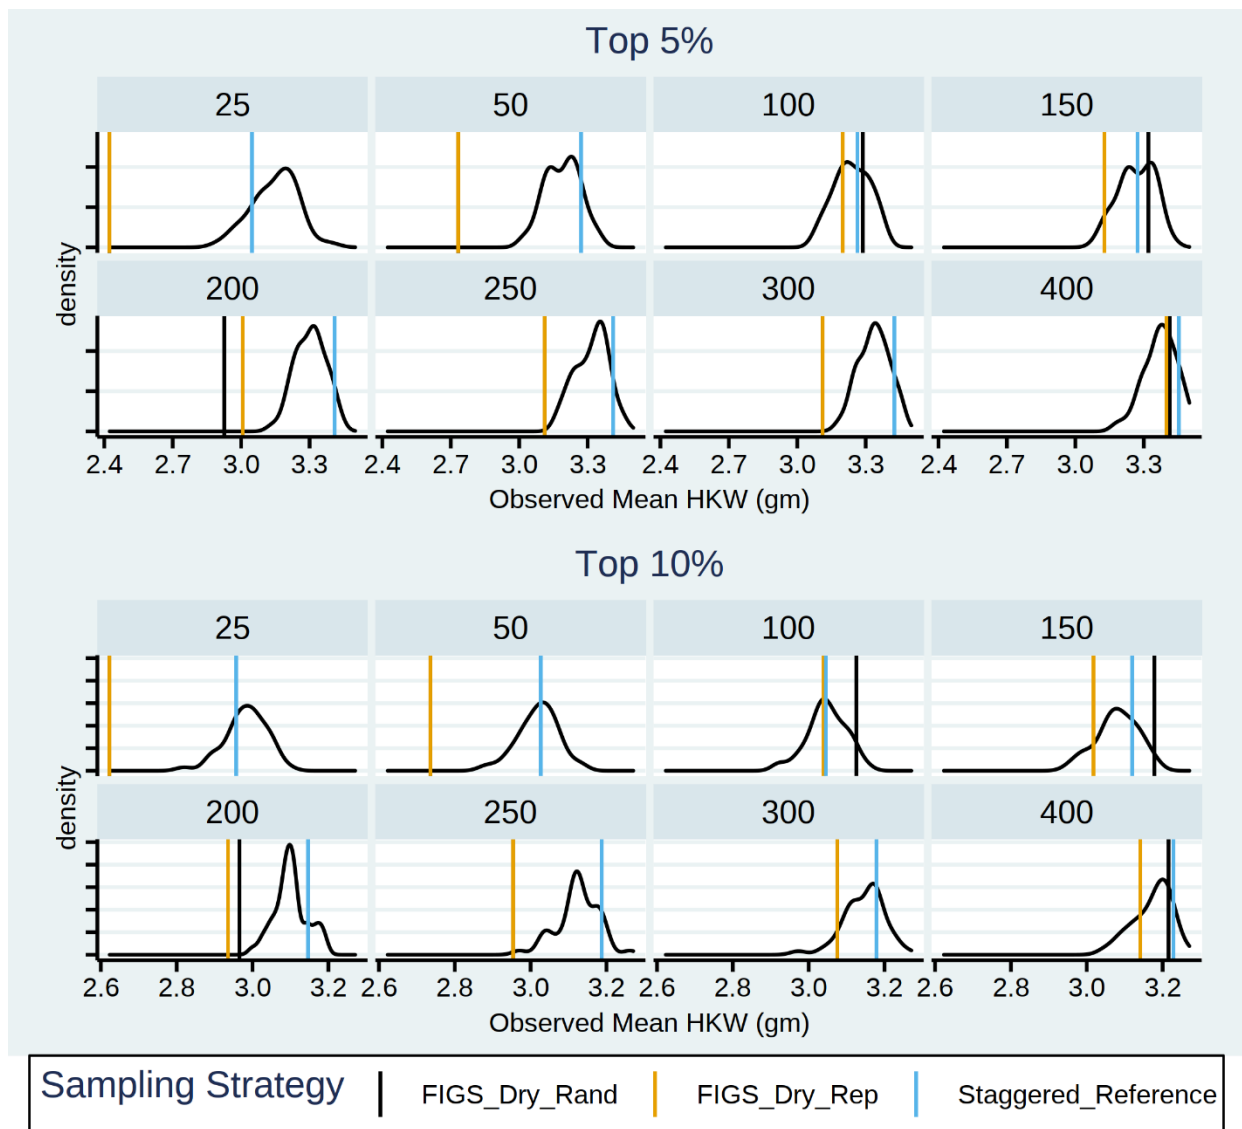 Top 5%
25 50 100 150
density
200 250 300 400
2.4 2.7 3.0 3.3 2.4 2.7 3.0 3.3 2.4 2.7 3.0 3.3 2.4 2.7 3.0 3.3
Observed Mean HKW (gm)
Top 10%
25 50 100 150
density
200 250 300 400
2.6 2.8 3.0 3.2 2.6 2.8 3.0 3.2 2.6 2.8 3.0 3.2 2.6 2.8 3.0 3.2
Observed Mean HKW (gm)
Sampling Strategy FIGS_Dry_Rand FIGS_Dry_Rep Staggered_Reference